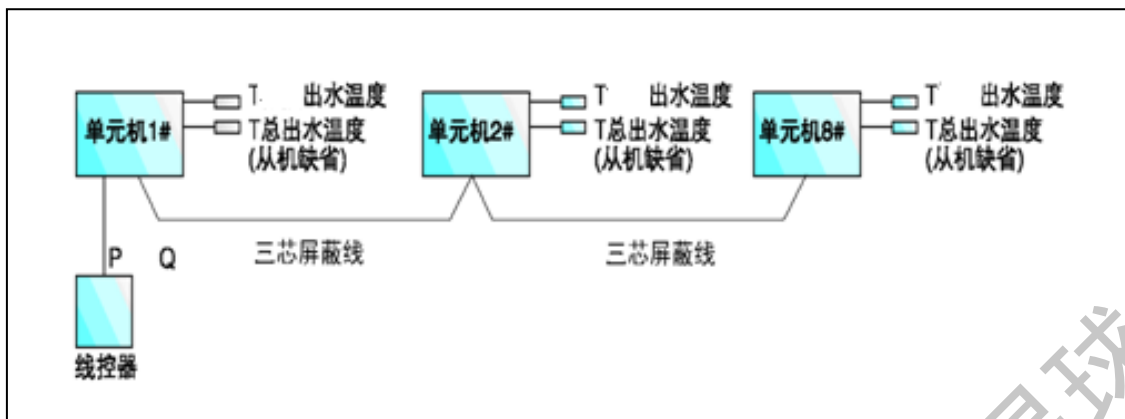 T 出水温度
单元机1#
T总出水温度
(从机缺省)
T 出水温度
单元机2#
T总出水温度
(从机缺省)
T 出水温度
单元机8#
T总出水温度
(从机缺省)
P Q
三芯屏蔽线
三芯屏蔽线
线控器